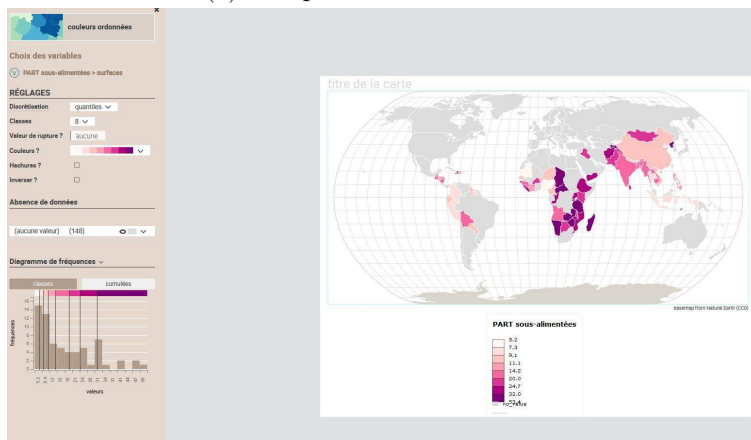 couleurs ordonnées
Choix des variables
PART sous-alimentées > surfaces
RÉGLAGES
Discrétisation quantiles
Classes 8
Valeur de rupture ? aucune
Couleurs ?
Hachures ?
Inverser ?
Absence de données
(aucune valeur) (148)
Diagramme de fréquences
classes cumulées
fréquences
valeurs
titre de la carte
basemap from Natural Earth (CC0)
PART sous-alimentées
5,2
7,3
9,1
11,1
14,2
20,0
24,7
32,0
no_value